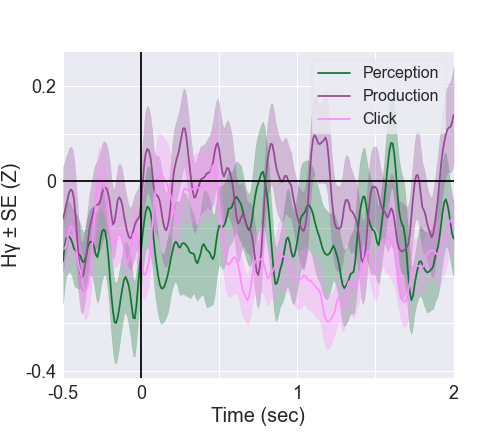 Perception
Production
Click
0.2
0
-0.4
Hγ ± SE (Z)
-0.5 0 1 2
Time (sec)